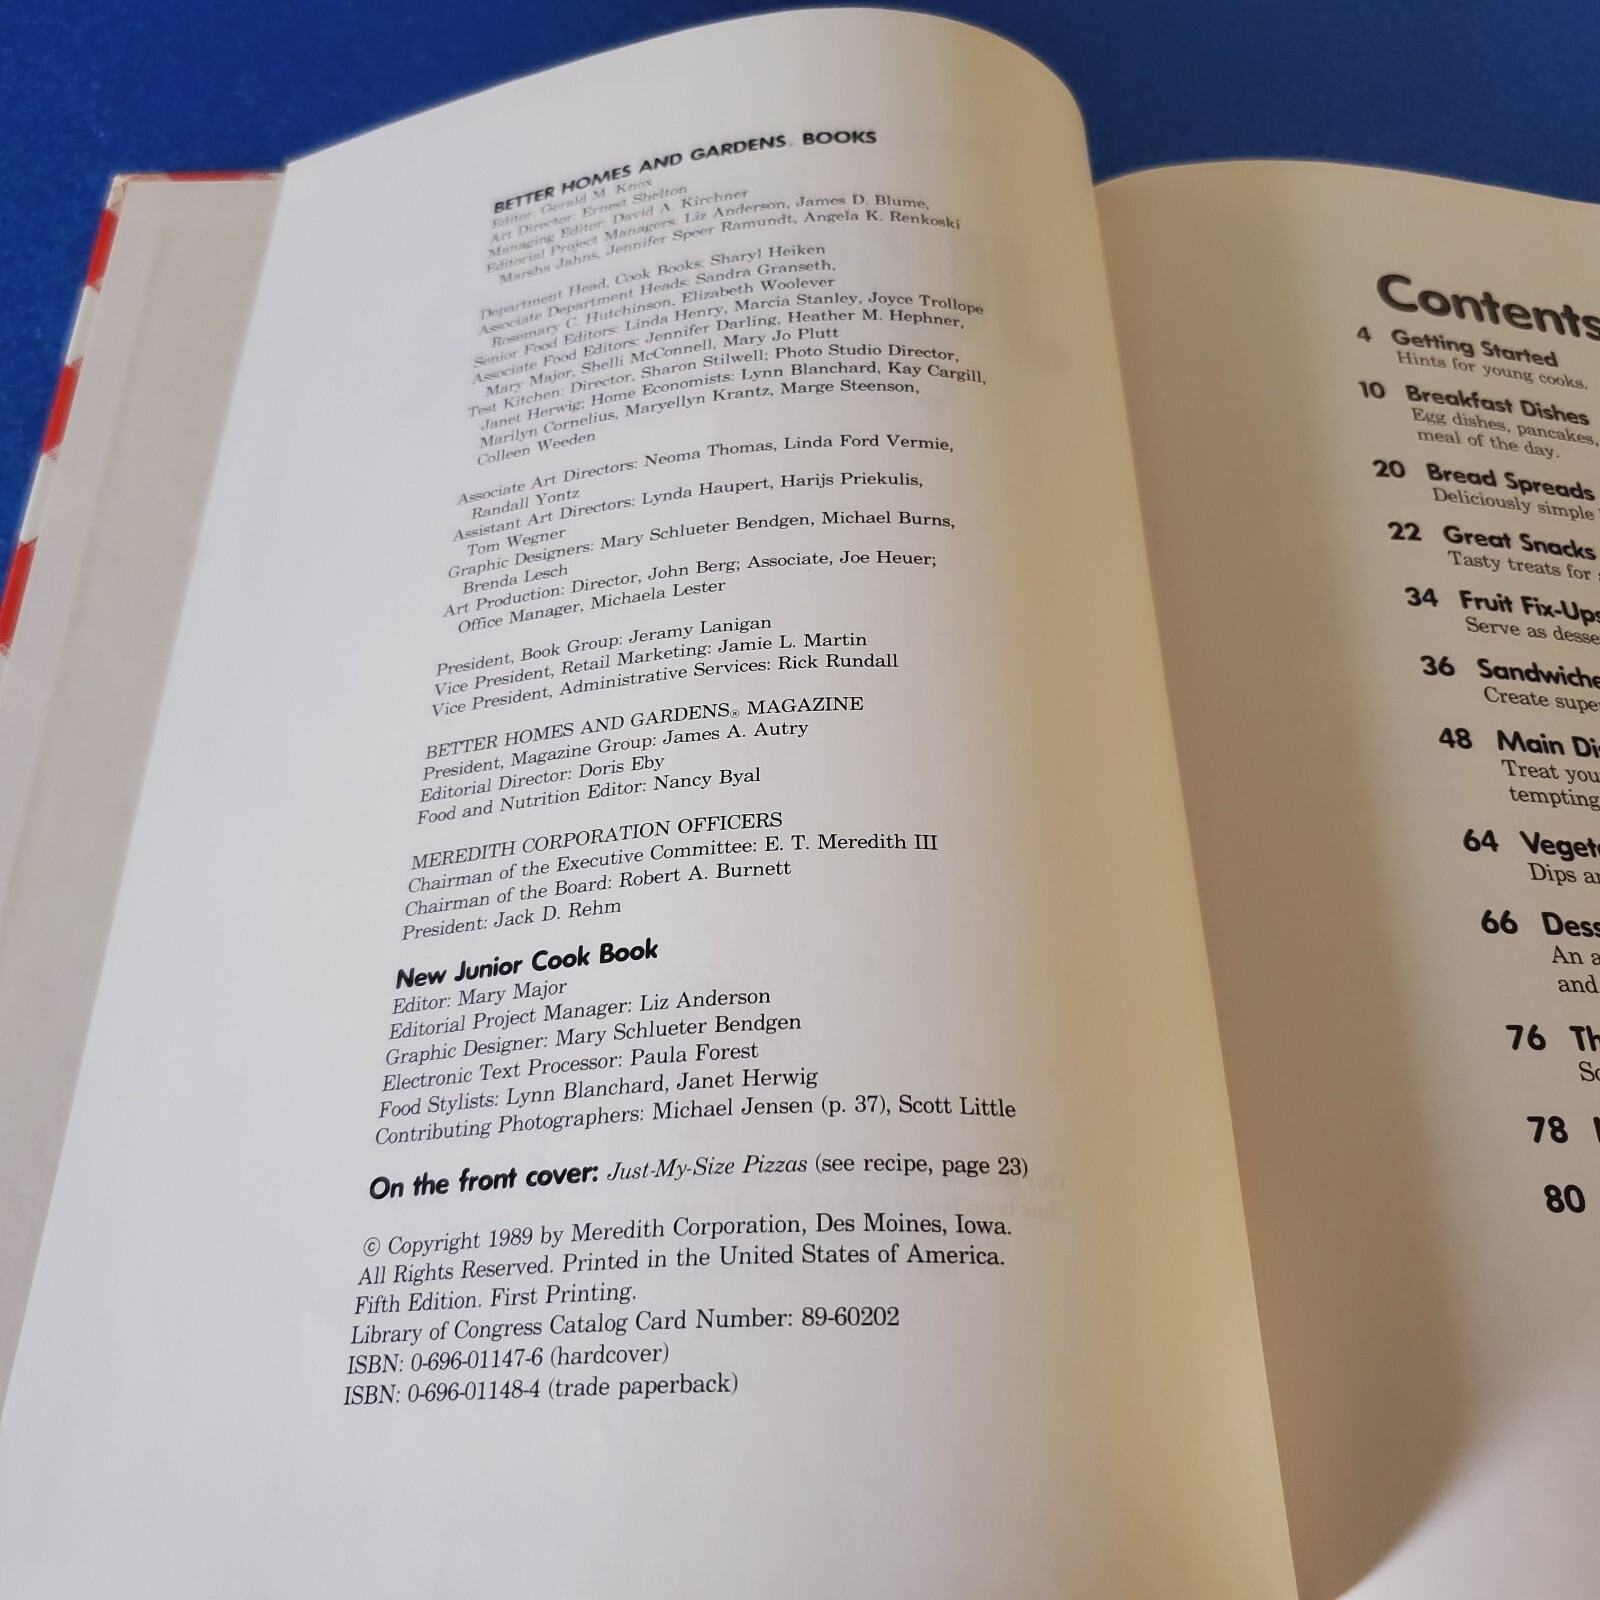 BETTER HOMES AND GARDENS® BOOKS
Editor: Gerald M. Knox
Art Director: Ernest Shelton
Managing Editor: David A. Kirchner
Editorial Project Managers: Liz Anderson, James D. Blume,
Marsha Jahns, Jennifer Speer Ramundt, Angela K. Renkoski
Department Head, Cook Books: Sharyl Heiken
Associate Department Heads: Sandra Granseth,
Rosemary C. Hutchinson, Elizabeth Woolever
Senior Food Editors: Linda Henry, Marcia Stanley, Joyce Trollope
Associate Food Editors: Jennifer Darling, Heather M. Hephner,
Mary Major, Shelli McConnell, Mary Jo Plutt
Test Kitchen: Director, Sharon Stilwell; Photo Studio Director,
Janet Herwig; Home Economists: Lynn Blanchard, Kay Cargill,
Marilyn Cornelius, Maryellyn Krantz, Marge Steenson,
Colleen Weeden
Associate Art Directors: Neoma Thomas, Linda Ford Vermie,
Randall Yontz
Assistant Art Directors: Lynda Haupert, Harijs Priekulis,
Tom Wegner
Graphic Designers: Mary Schlueter Bendgen, Michael Burns,
Brenda Lesch
Art Production: Director, John Berg; Associate, Joe Heuer;
Office Manager, Michaela Lester
President, Book Group: Jeramy Lanigan
Vice President, Retail Marketing: Jamie L. Martin
Vice President, Administrative Services: Rick Rundall
BETTER HOMES AND GARDENS® MAGAZINE
President, Magazine Group: James A. Autry
Editorial Director: Doris Eby
Food and Nutrition Editor: Nancy Byal
MEREDITH CORPORATION OFFICERS
Chairman of the Executive Committee: E. T. Meredith III
Chairman of the Board: Robert A. Burnett
President: Jack D. Rehm
New Junior Cook Book
Editor: Mary Major
Editorial Project Manager: Liz Anderson
Graphic Designer: Mary Schlueter Bendgen
Electronic Text Processor: Paula Forest
Food Stylists: Lynn Blanchard, Janet Herwig
Contributing Photographers: Michael Jensen (p. 37), Scott Little
On the front cover: Just-My-Size Pizzas (see recipe, page 23)
© Copyright 1989 by Meredith Corporation, Des Moines, Iowa.
All Rights Reserved. Printed in the United States of America.
Fifth Edition. First Printing.
Library of Congress Catalog Card Number: 89-60202
ISBN: 0-696-01147-6 (hardcover)
ISBN: 0-696-01148-4 (trade paperback)
Contents
4 Getting Started
Hints for young cooks.
10 Breakfast Dishes
Egg dishes, pancakes,
meal of the day.
20 Bread Spreads
Deliciously simple
22 Great Snacks
Tasty treats for
34 Fruit Fix-Ups
Serve as
36
Create
48 Main
Treat
tempting
64
Dips
66
An
and
76
78
80